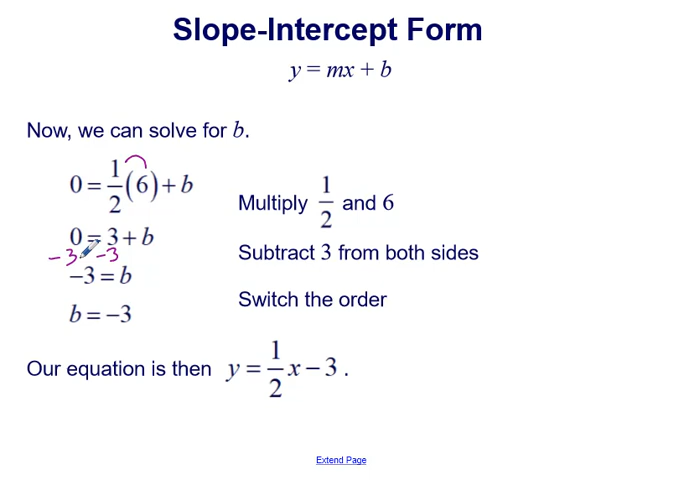 Slope-Intercept Form
y = mx + b
Now, we can solve for b.
0 = 1/2 (6) + b
Multiply 1/2 and 6
0 = 3 + b
-3 -3
Subtract 3 from both sides
−3 = b
Switch the order
b = −3
Our equation is then y = 1/2 x − 3 .
Extend Page